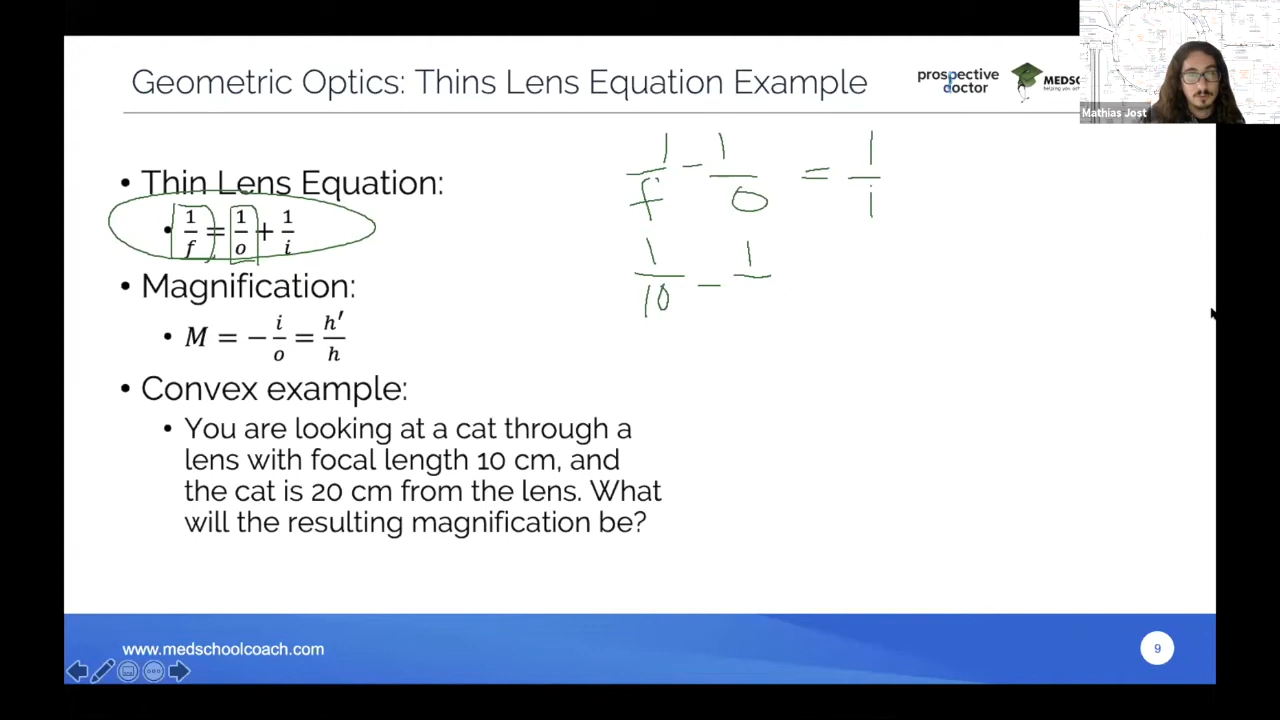 Geometric Optics: Thins Lens Equation Example
prospective
doctor
MEDSC
Mathias Jost
• Thin Lens Equation:
• 1/f = 1/o + 1/i
• Magnification:
• M = −i/o = h′/h
• Convex example:
• You are looking at a cat through a
lens with focal length 10 cm, and
the cat is 20 cm from the lens. What
will the resulting magnification be?
1/f − 1/o = 1/i
1/10 − 1/
www.medschoolcoach.com
9